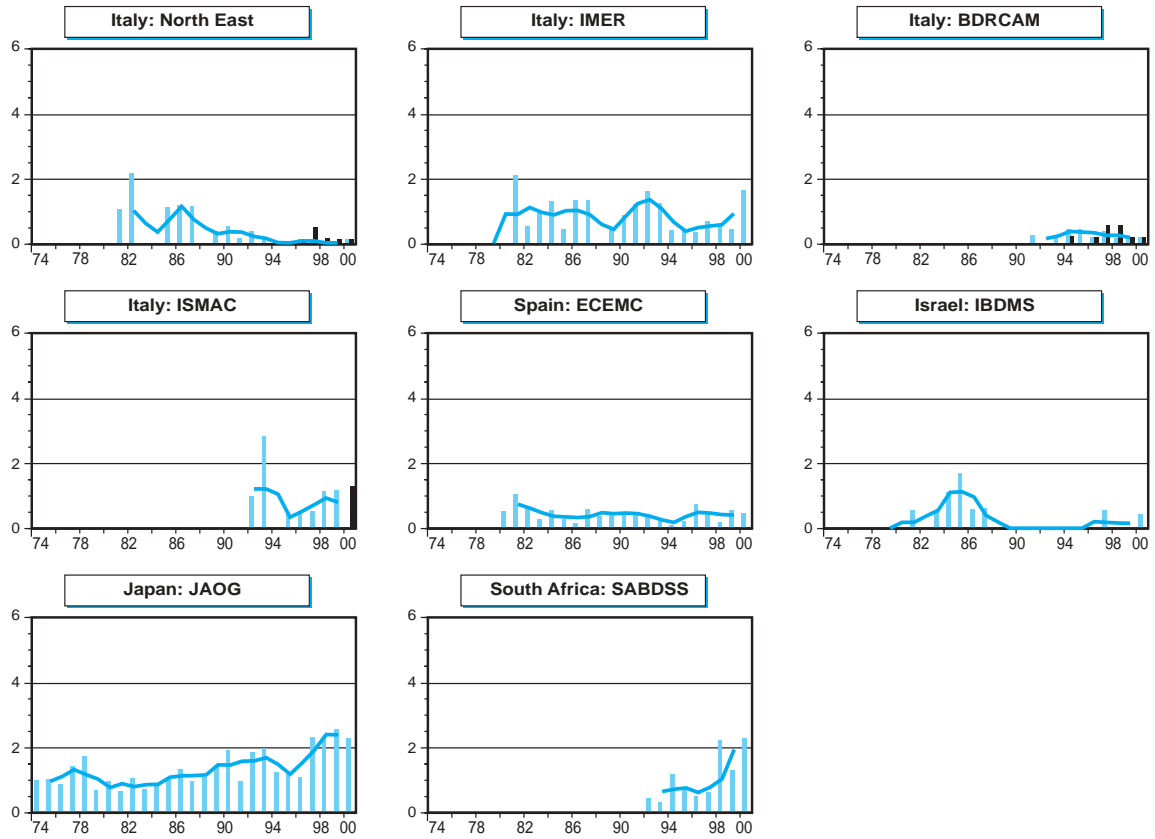 Italy: North East
Italy: IMER
Italy: BDRCAM
6
4
2
0
74 78 82 86 90 94 98 00
6
4
2
0
74 78 82 86 90 94 98 00
6
4
2
0
74 78 82 86 90 94 98 00
Italy: ISMAC
Spain: ECEMC
Israel: IBDMS
6
4
2
0
74 78 82 86 90 94 98 00
6
4
2
0
74 78 82 86 90 94 98 00
6
4
2
0
74 78 82 86 90 94 98 00
Japan: JAOG
South Africa: SABDSS
6
4
2
0
74 78 82 86 90 94 98 00
6
4
2
0
74 78 82 86 90 94 98 00